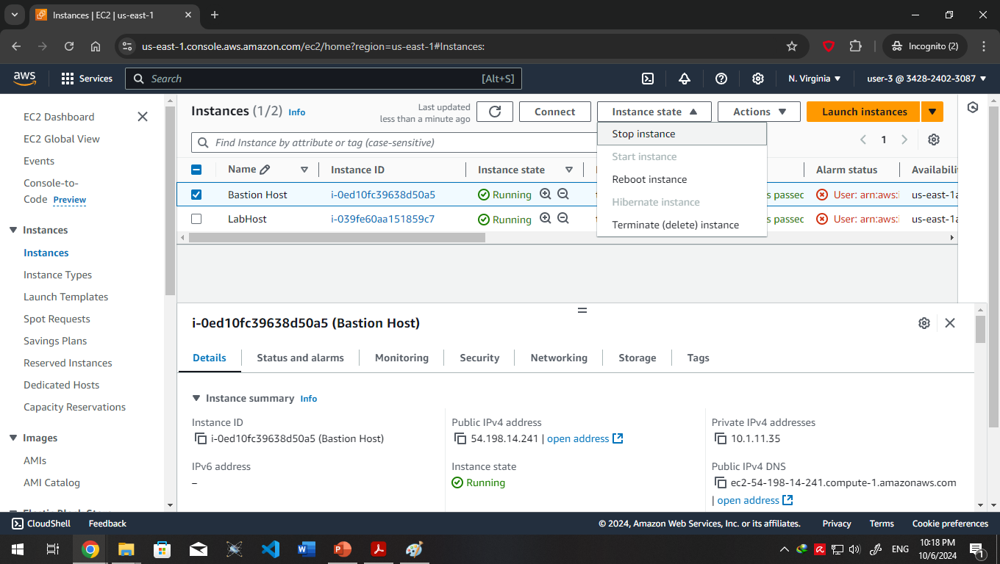 Instances | EC2 | us-east-1
us-east-1.console.aws.amazon.com/ec2/home?region=us-east-1#Instances:
Incognito (2)
aws
Services
Search
[Alt+S]
N. Virginia
user-3 @ 3428-2402-3087
EC2 Dashboard
EC2 Global View
Events
Console-to-
Code Preview
Instances
Instances
Instance Types
Launch Templates
Spot Requests
Savings Plans
Reserved Instances
Dedicated Hosts
Capacity Reservations
Images
AMIs
AMI Catalog
Elastic Block Store
Instances (1/2) Info
Last updated
less than a minute ago
Connect
Instance state
Actions
Launch instances
Find Instance by attribute or tag (case-sensitive)
1
Stop instance
Start instance
Reboot instance
Hibernate instance
Terminate (delete) instance
Name
Instance ID
Instance state
Alarm status
Bastion Host
i-0ed10fc39638d50a5
Running
passed
User: arn:aws:i
us-east-1a
LabHost
i-039fe60aa151859c7
Running
passed
User: arn:aws:i
us-east-1a
i-0ed10fc39638d50a5 (Bastion Host)
Details
Status and alarms
Monitoring
Security
Networking
Storage
Tags
Instance summary Info
Instance ID
i-0ed10fc39638d50a5 (Bastion Host)
Public IPv4 address
54.198.14.241 | open address
Private IPv4 addresses
10.1.11.35
IPv6 address
–
Instance state
Running
Public IPv4 DNS
ec2-54-198-14-241.compute-1.amazonaws.com
| open address
CloudShell
Feedback
© 2024, Amazon Web Services, Inc. or its affiliates.
Privacy
Terms
Cookie preferences
ENG
10:18 PM
10/6/2024
1